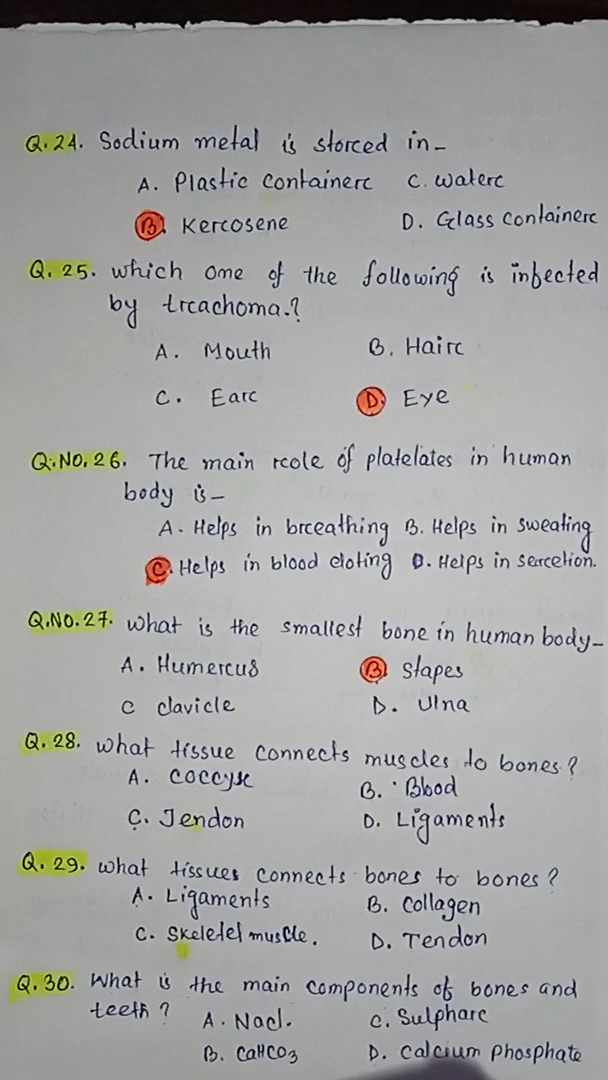 Q.24. Sodium metal is storced in-
A. Plastic Containerc C. waterc
B. Kercosene D. Glass Containerc
Q.25. which one of the following is infected
by trcachoma.?
A. Mouth B. Hairc
C. Earc D. Eye
Q.NO.26. The main rcole of platelates in human
body is-
A. Helps in brceathing B. Helps in sweating
C. Helps in blood cloting D. Helps in searcetion.
Q.NO.27. What is the smallest bone in human body-
A. Humercus B. Stapes
C clavicle D. Ulna
Q.28. What tissue connects muscles to bones?
A. Coccyx B. Blood
C. Tendon D. Ligaments
Q.29. What tissues connects bones to bones?
A. Ligaments B. Collagen
C. Skeletel muscle. D. Tendon
Q.30. What is the main components of bones and
teeth? A. Nacl. C. Sulpharc
B. CaHCO3 D. Calcium Phosphate